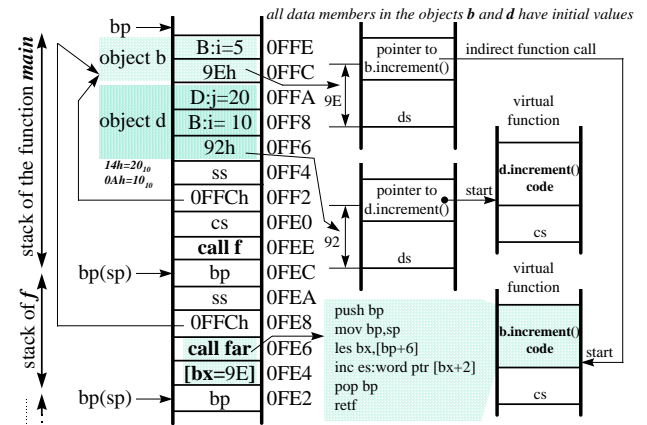 all data members in the objects b and d have initial values
bp
stack of the function main
stack of f
object b
object d
14h=20₁₀
0Ah=10₁₀
bp(sp)
bp(sp)
B:i=5 0FFE
9Eh 0FFC
D:j=20 0FFA
B:i= 10 0FF8
92h 0FF6
ss 0FF4
0FFCh 0FF2
cs 0FE0
call f 0FEE
bp 0FEC
ss 0FEA
0FFCh 0FE8
call far 0FE6
[bx=9E] 0FE4
bp 0FE2
pointer to
b.increment()
9E
ds
indirect function call
pointer to
d.increment()
92
ds
start
virtual
function
d.increment()
code
cs
virtual
function
b.increment()
code
start
cs
push bp
mov bp,sp
les bx,[bp+6]
inc es:word ptr [bx+2]
pop bp
retf